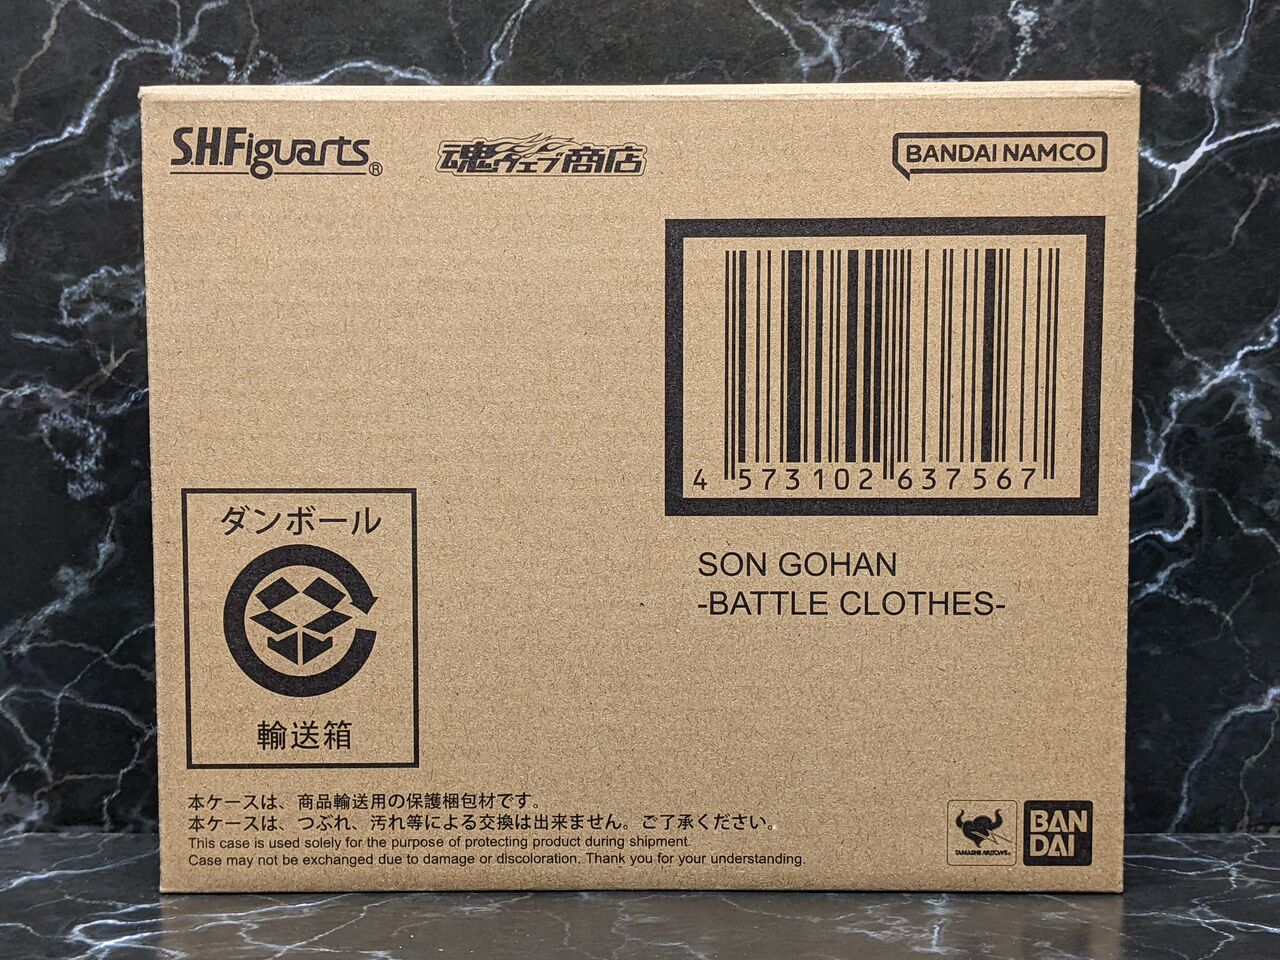 S.H.Figuarts®
魂ウェブ商店
BANDAI NAMCO
4 573102 637567
SON GOHAN
-BATTLE CLOTHES-
ダンボール
輸送箱
本ケースは、商品輸送用の保護梱包材です。
本ケースは、つぶれ、汚れ等による交換は出来ません。ご了承ください。
This case is used solely for the purpose of protecting product during shipment.
Case may not be exchanged due to damage or discoloration. Thank you for your understanding.
TAMASHII NATIONS
BAN
DAI